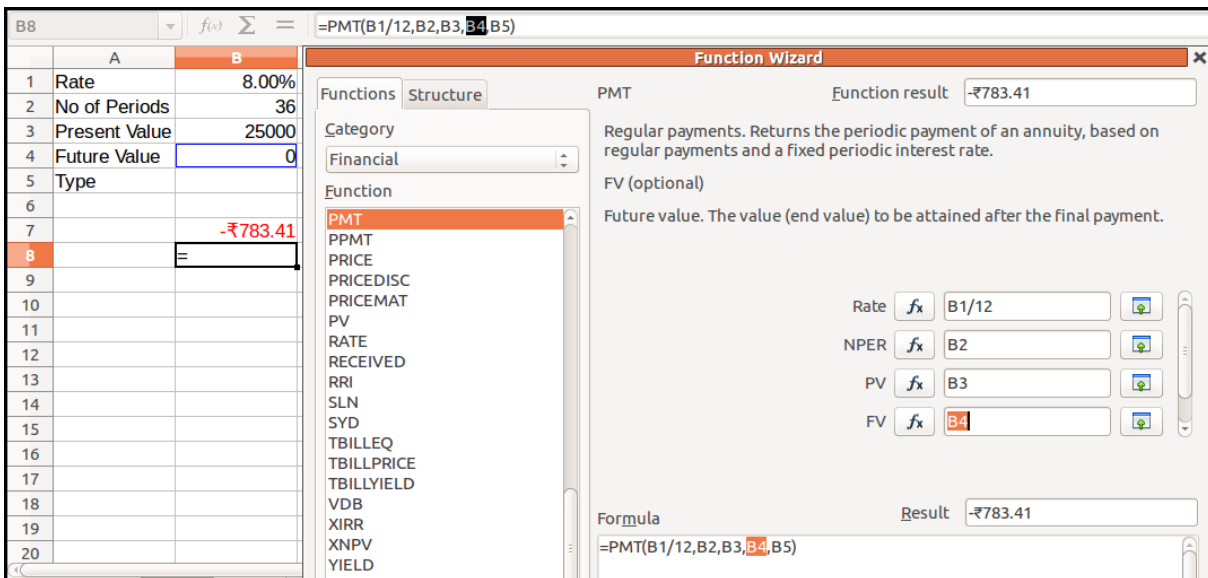 B8 f(x) Σ = =PMT(B1/12,B2,B3,B4,B5)
A B
1 Rate 8.00%
2 No of Periods 36
3 Present Value 25000
4 Future Value 0
5 Type
6
7 -₹783.41
8 =
9
10
11
12
13
14
15
16
17
18
19
20
Function Wizard
Functions Structure
Category
Financial
Function
PMT
PPMT
PRICE
PRICEDISC
PRICEMAT
PV
RATE
RECEIVED
RRI
SLN
SYD
TBILLEQ
TBILLPRICE
TBILLYIELD
VDB
XIRR
XNPV
YIELD
PMT Function result -₹783.41
Regular payments. Returns the periodic payment of an annuity, based on
regular payments and a fixed periodic interest rate.
FV (optional)
Future value. The value (end value) to be attained after the final payment.
Rate fx B1/12
NPER fx B2
PV fx B3
FV fx B4
Formula Result -₹783.41
=PMT(B1/12,B2,B3,B4,B5)